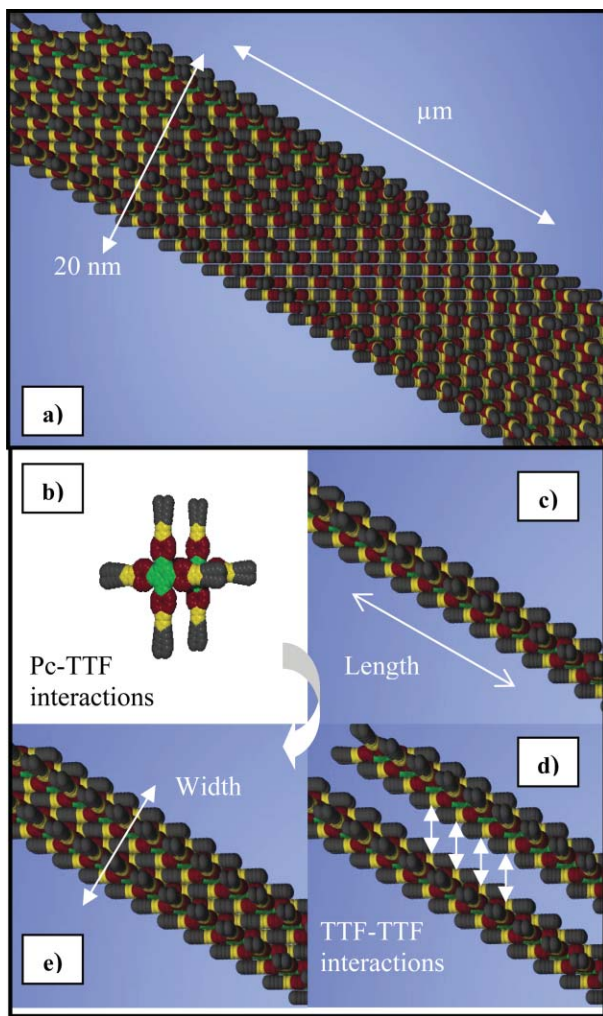 µm
20 nm
a)
b)
c)
Pc-TTF
interactions
Length
Width
d)
e)
TTF-TTF
interactions